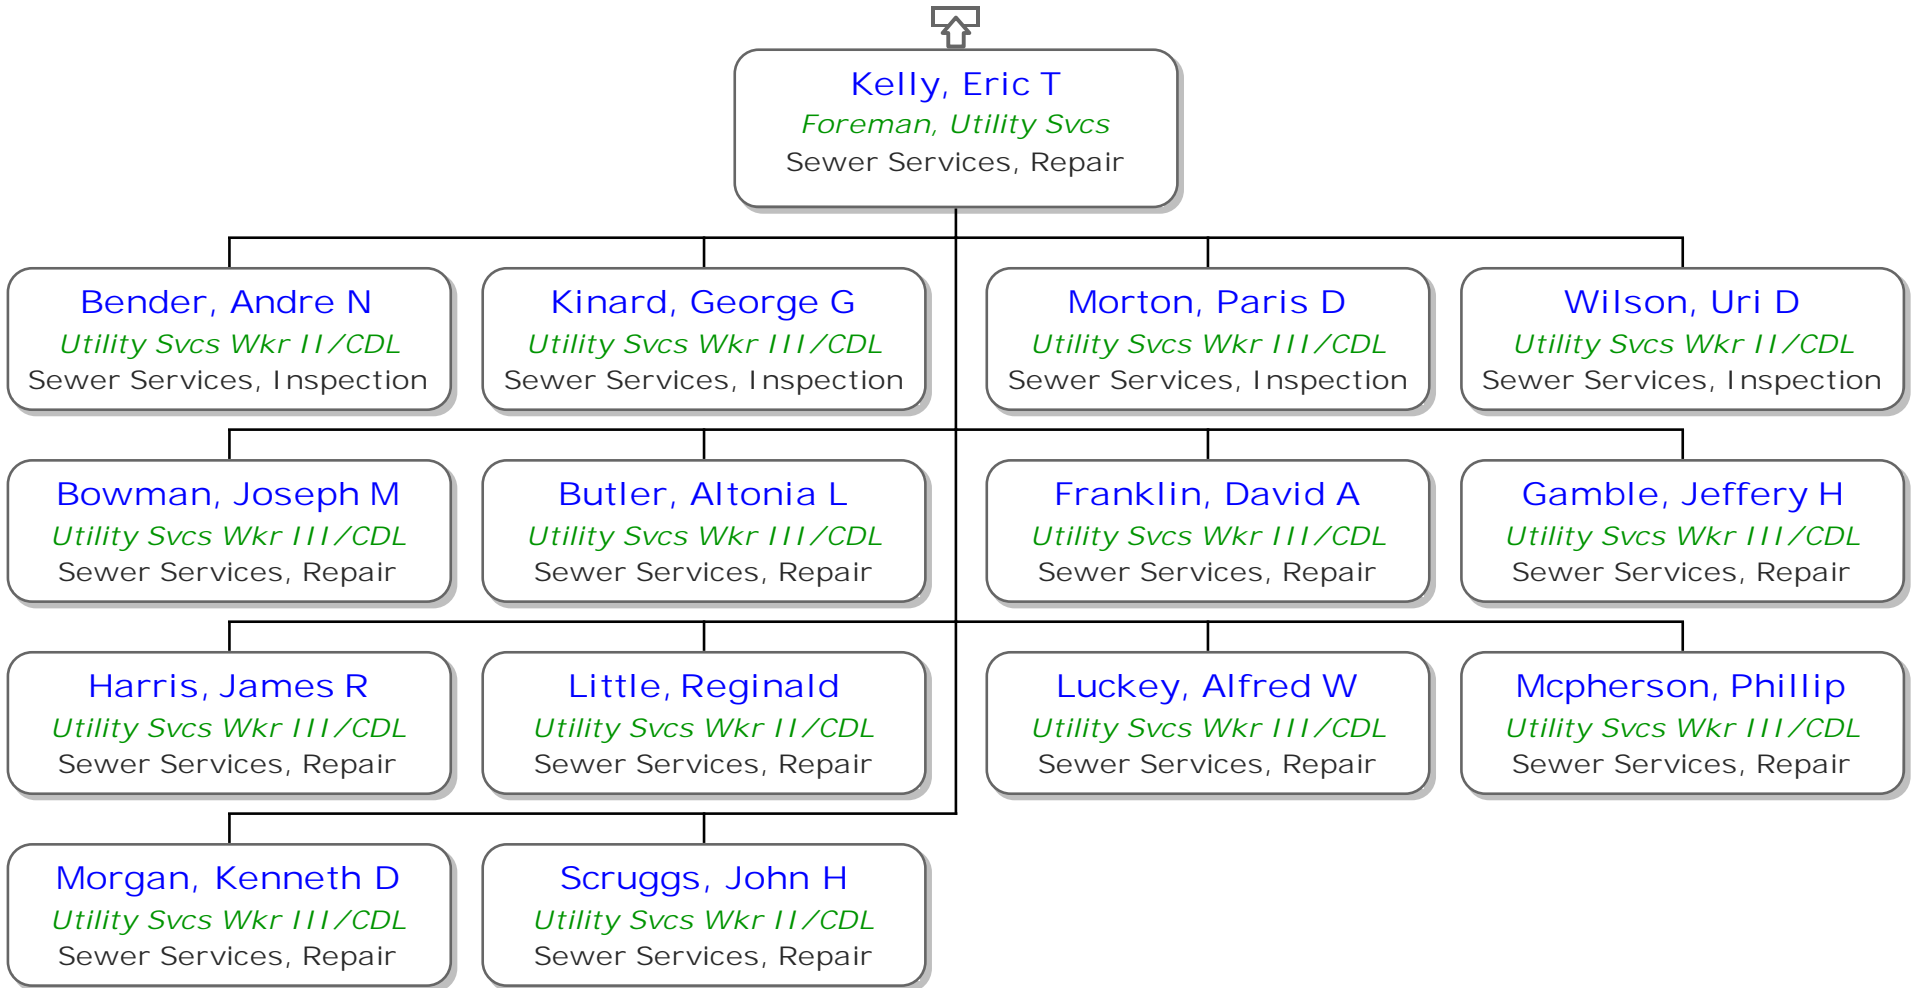 Kelly, Eric T
Foreman, Utility Svcs
Sewer Services, Repair
Bender, Andre N
Utility Svcs Wkr II/CDL
Sewer Services, Inspection
Kinard, George G
Utility Svcs Wkr III/CDL
Sewer Services, Inspection
Morton, Paris D
Utility Svcs Wkr III/CDL
Sewer Services, Inspection
Wilson, Uri D
Utility Svcs Wkr II/CDL
Sewer Services, Inspection
Bowman, Joseph M
Utility Svcs Wkr III/CDL
Sewer Services, Repair
Butler, Altonia L
Utility Svcs Wkr III/CDL
Sewer Services, Repair
Franklin, David A
Utility Svcs Wkr III/CDL
Sewer Services, Repair
Gamble, Jeffery H
Utility Svcs Wkr III/CDL
Sewer Services, Repair
Harris, James R
Utility Svcs Wkr III/CDL
Sewer Services, Repair
Little, Reginald
Utility Svcs Wkr II/CDL
Sewer Services, Repair
Luckey, Alfred W
Utility Svcs Wkr III/CDL
Sewer Services, Repair
Mcpherson, Phillip
Utility Svcs Wkr III/CDL
Sewer Services, Repair
Morgan, Kenneth D
Utility Svcs Wkr III/CDL
Sewer Services, Repair
Scruggs, John H
Utility Svcs Wkr II/CDL
Sewer Services, Repair